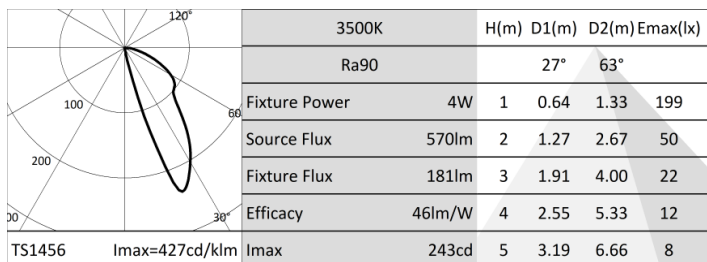 120°
100
60
200
00
30°
TS1456 Imax=427cd/klm
3500K H(m) D1(m) D2(m) Emax(lx)
Ra90 27° 63°
Fixture Power 4W 1 0.64 1.33 199
Source Flux 570lm 2 1.27 2.67 50
Fixture Flux 181lm 3 1.91 4.00 22
Efficacy 46lm/W 4 2.55 5.33 12
Imax 243cd 5 3.19 6.66 8